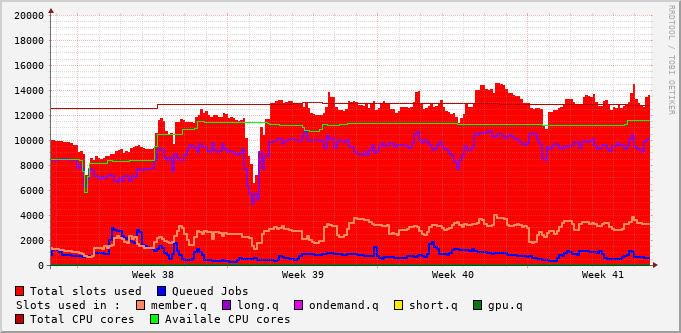 20000
18000
16000
14000
12000
10000
8000
6000
4000
2000
0
Week 38 Week 39 Week 40 Week 41
RRDTOOL / TOBI OETIKER
Total slots used Queued Jobs
Slots used in : member.q long.q ondemand.q short.q gpu.q
Total CPU cores Availale CPU cores